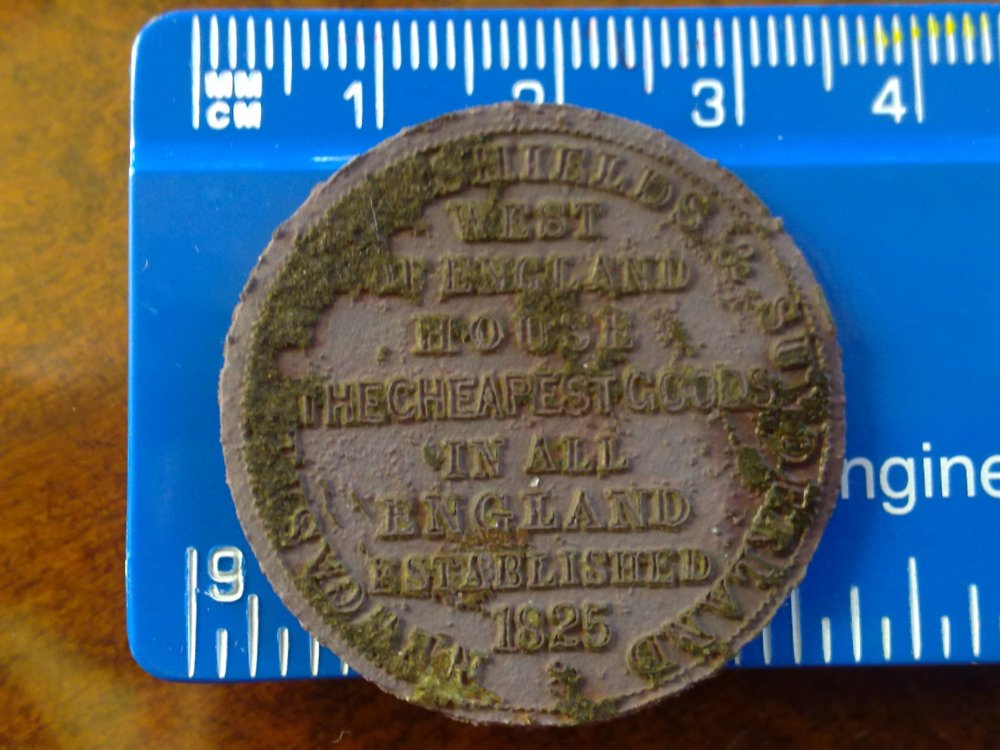 MM
CM
1 2 3 4
NEWCASTLE SHIELDS & SUNDERLAND
WEST
OF ENGLAND
HOUSE
THE CHEAPEST GOODS
IN ALL
ENGLAND
ESTABLISHED
1825
ngine
9